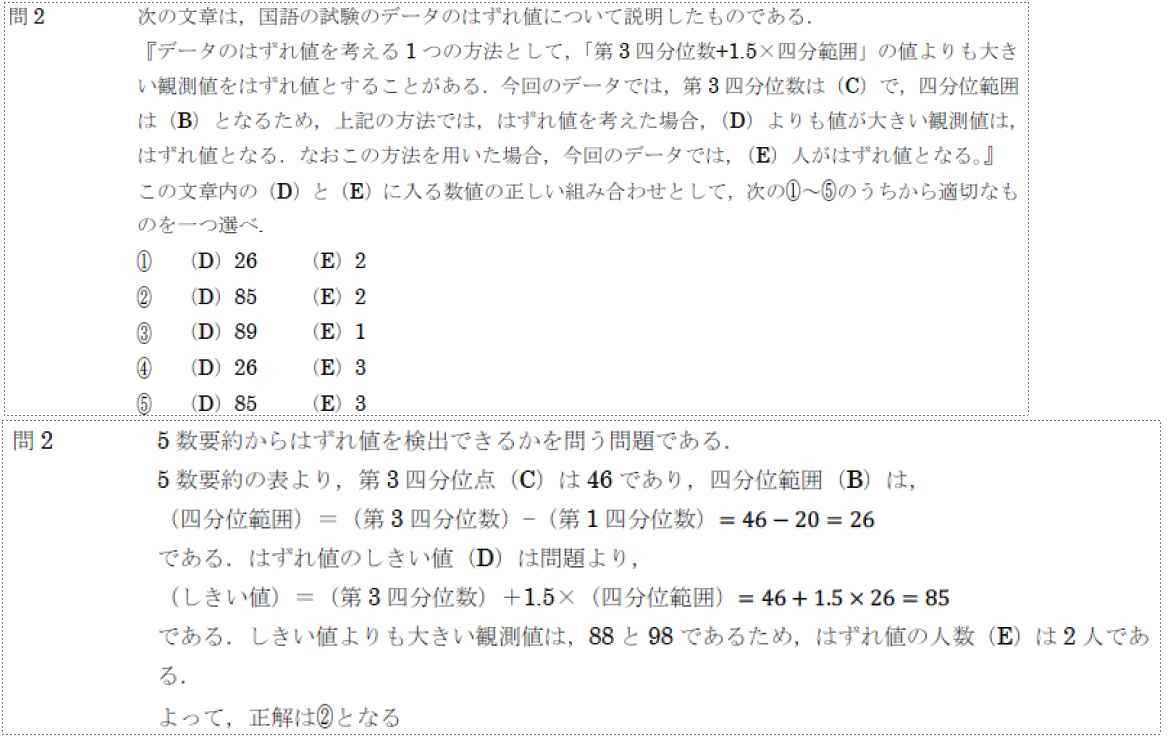 問2 次の文章は，国語の試験のデータのはずれ値について説明したものである．
『データのはずれ値を考える1つの方法として，「第3四分位数+1.5×四分範囲」の値よりも大き
い観測値をはずれ値とすることがある．今回のデータでは，第3四分位数は（C）で，四分位範囲
は（B）となるため，上記の方法では，はずれ値を考えた場合，（D）よりも値が大きい観測値は，
はずれ値となる．なおこの方法を用いた場合，今回のデータでは，（E）人がはずれ値となる。』
この文章内の（D）と（E）に入る数値の正しい組み合わせとして，次の①～⑤のうちから適切なも
のを一つ選べ.
① （D）26 （E）2
② （D）85 （E）2
③ （D）89 （E）1
④ （D）26 （E）3
⑤ （D）85 （E）3
問2 5数要約からはずれ値を検出できるかを問う問題である．
5数要約の表より，第3四分位点（C）は46であり，四分位範囲（B）は，
（四分位範囲）＝（第3四分位数）−（第1四分位数）= 46 − 20 = 26
である．はずれ値のしきい値（D）は問題より，
（しきい値）＝（第3四分位数）＋1.5×（四分位範囲）= 46 + 1.5 × 26 = 85
である．しきい値よりも大きい観測値は，88と98であるため，はずれ値の人数（E）は2人であ
る．
よって，正解は②となる